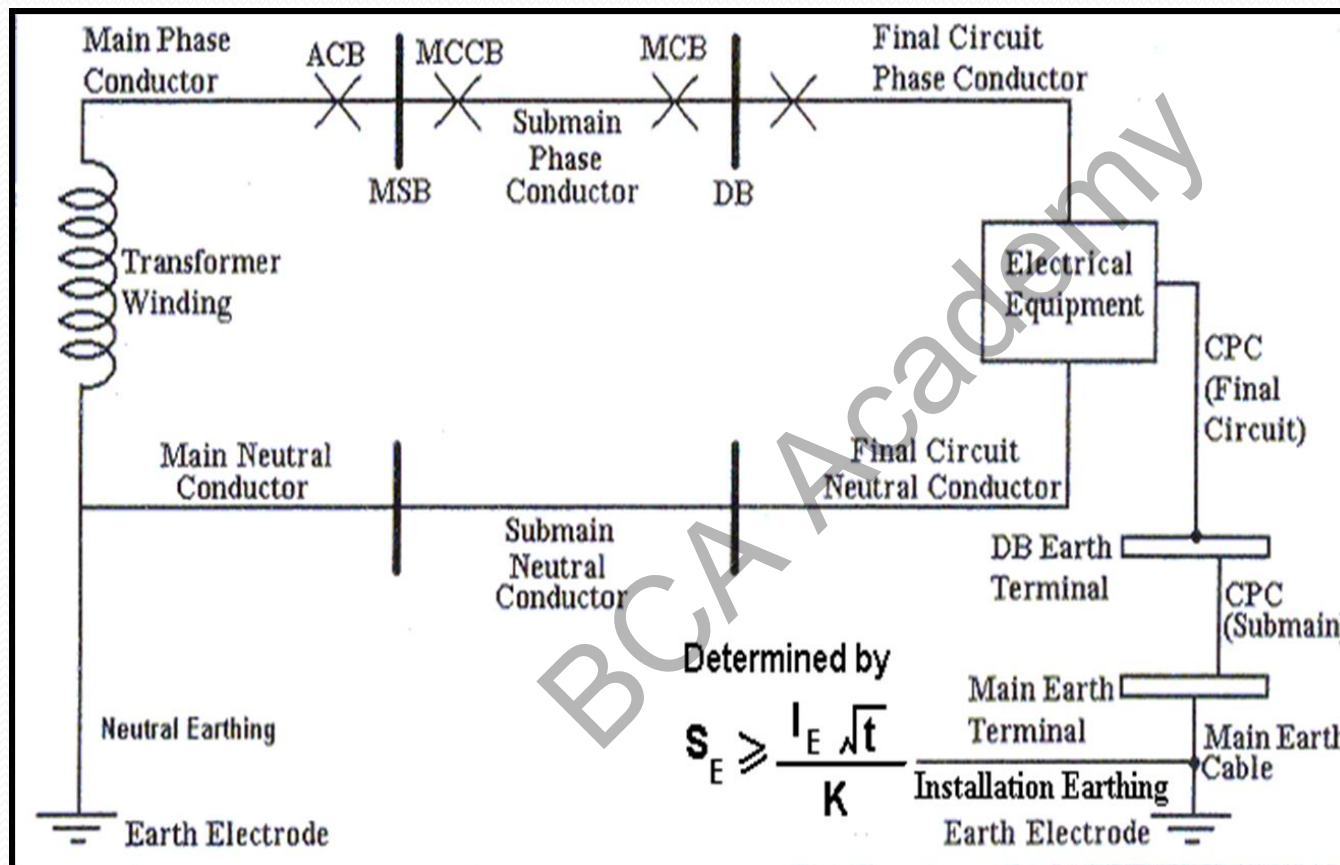 Main Phase
Conductor
ACB
MCCB
MCB
Final Circuit
Phase Conductor
MSB
Submain
Phase
Conductor
DB
Transformer
Winding
Electrical
Equipment
CPC
(Final
Circuit)
Main Neutral
Conductor
Final Circuit
Neutral Conductor
Submain
Neutral
Conductor
DB Earth
Terminal
CPC
(Submain
Determined by
S_E ⩾ I_E √t / K
Main Earth
Terminal
Main Earth
Cable
Neutral Earthing
Installation Earthing
Earth Electrode
Earth Electrode
BCA Academy